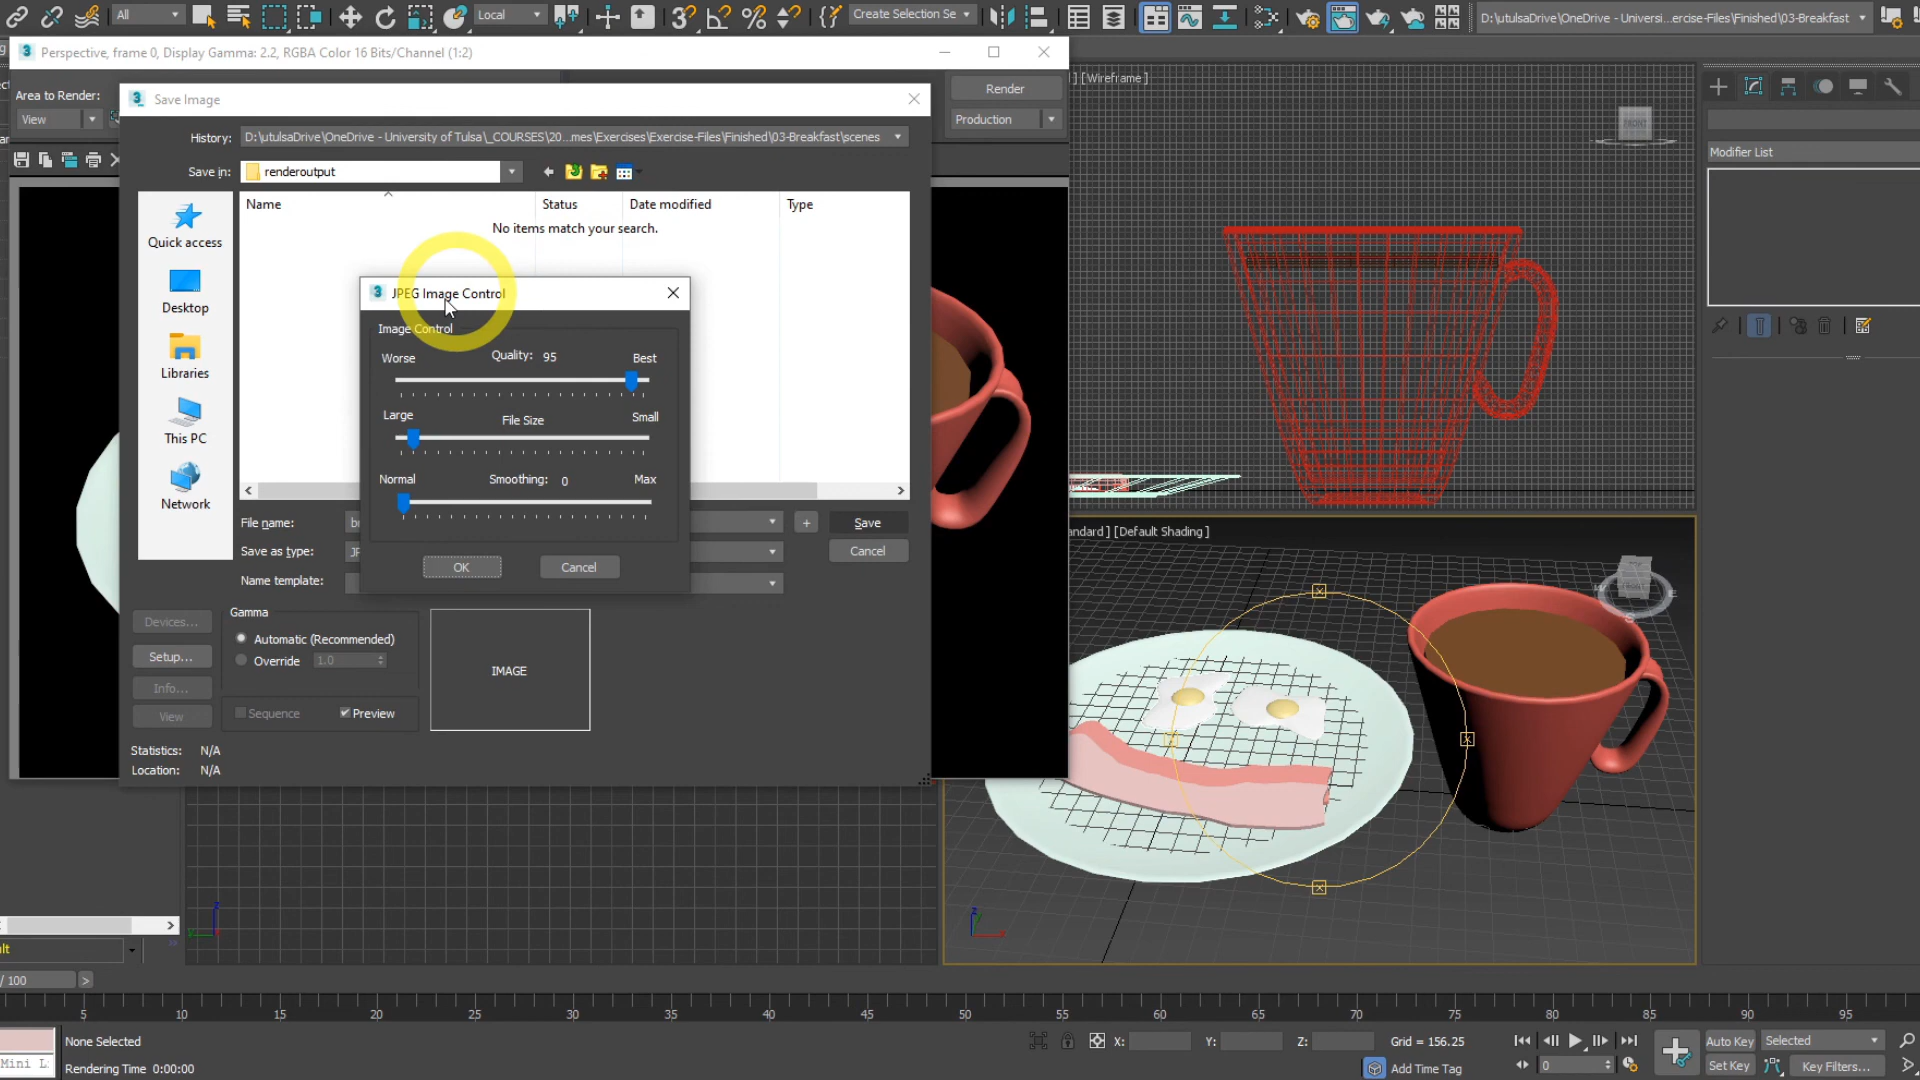 All
Local
Create Selection Se
D:\utulsaDrive\OneDrive - Universi...ercise-Files\Finished\03-Breakfast
Perspective, frame 0, Display Gamma: 2.2, RGBA Color 16 Bits/Channel (1:2)
] [Wireframe ]
Area to Render:
View
Render
Production
Save Image
History:
D:\utulsaDrive\OneDrive - University of Tulsa\_COURSES\20...mes\Exercises\Exercise-Files\Finished\03-Breakfast\scenes
Save in:
renderoutput
Name
Status
Date modified
Type
No items match your search.
Quick access
Desktop
Libraries
This PC
Network
JPEG Image Control
Image Control
Worse
Quality: 95
Best
Large
File Size
Small
Normal
Smoothing: 0
Max
OK
Cancel
File name:
Save as type:
Name template:
+
Save
Cancel
Devices...
Setup...
Info...
View
Gamma
Automatic (Recommended)
Override
1.0
Sequence
Preview
IMAGE
Statistics: N/A
Location: N/A
FRONT
Modifier List
andard ] [Default Shading ]
z
y
x
/ 100
>
5 10 15 20 25 30 35 40 45 50 55 60 65 70 75 80 85 90 95
None Selected
Mini Li
Rendering Time 0:00:00
X:
Y:
Z:
Grid = 156.25
Add Time Tag
0
Auto Key
Selected
Set Key
Key Filters...